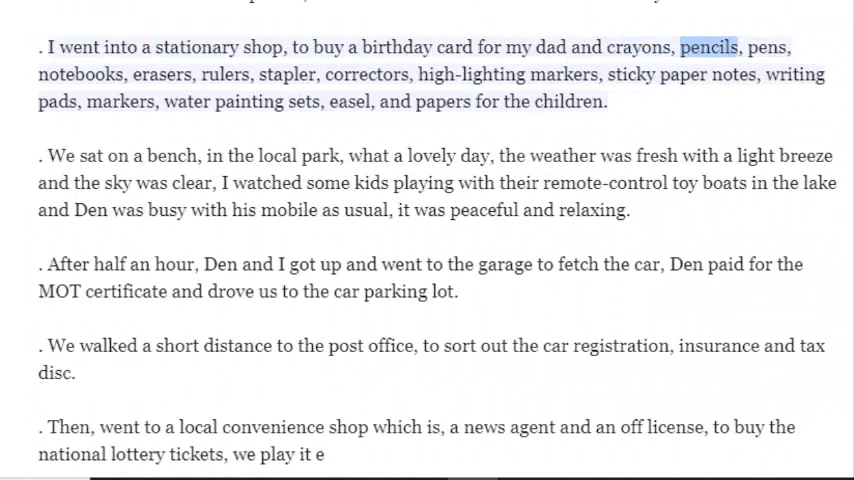 . I went into a stationary shop, to buy a birthday card for my dad and crayons, pencils, pens,
notebooks, erasers, rulers, stapler, correctors, high-lighting markers, sticky paper notes, writing
pads, markers, water painting sets, easel, and papers for the children.
. We sat on a bench, in the local park, what a lovely day, the weather was fresh with a light breeze
and the sky was clear, I watched some kids playing with their remote-control toy boats in the lake
and Den was busy with his mobile as usual, it was peaceful and relaxing.
. After half an hour, Den and I got up and went to the garage to fetch the car, Den paid for the
MOT certificate and drove us to the car parking lot.
. We walked a short distance to the post office, to sort out the car registration, insurance and tax
disc.
. Then, went to a local convenience shop which is, a news agent and an off license, to buy the
national lottery tickets, we play it e